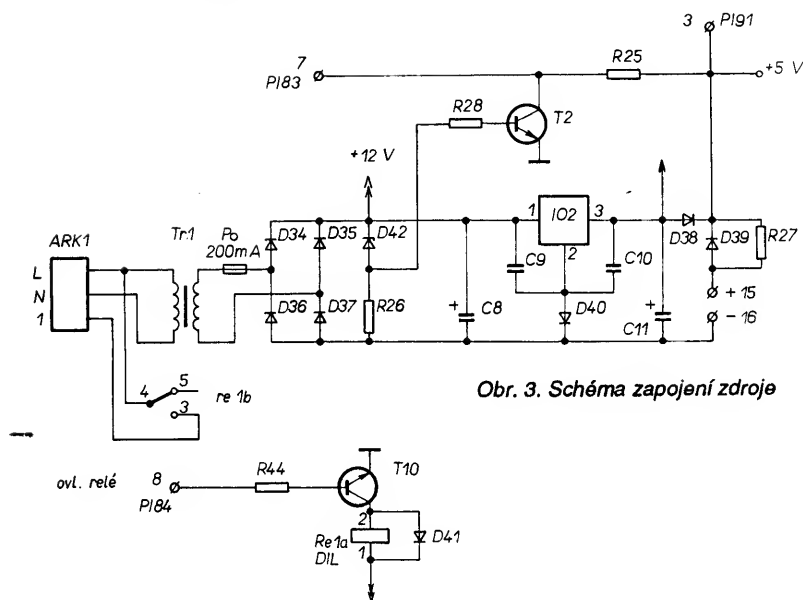 3
PI91
7
PI83
R25
+5 V
R28
T2
+12 V
ARK1
L
N
1
Tr.1
Po
200mA
D34
D35
D42
D36
D37
R26
C8
1
IO2
3
2
C9
C10
D40
C11
D38
D39
R27
+ 15
- 16
4
5
3
re 1b
Obr. 3. Schéma zapojení zdroje
ovl. relé
8
PI84
R44
T10
2
Re1a
DIL
1
D41